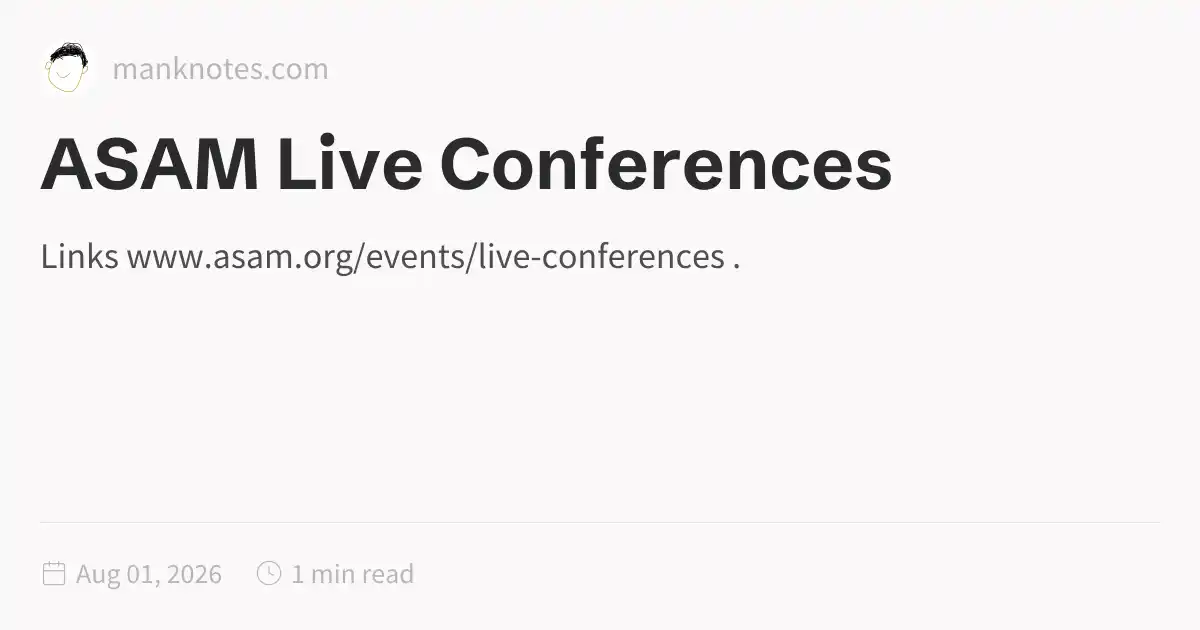 manknotes.com
ASAM Live Conferences
Links www.asam.org/events/live-conferences .
Aug 01, 2026 1 min read